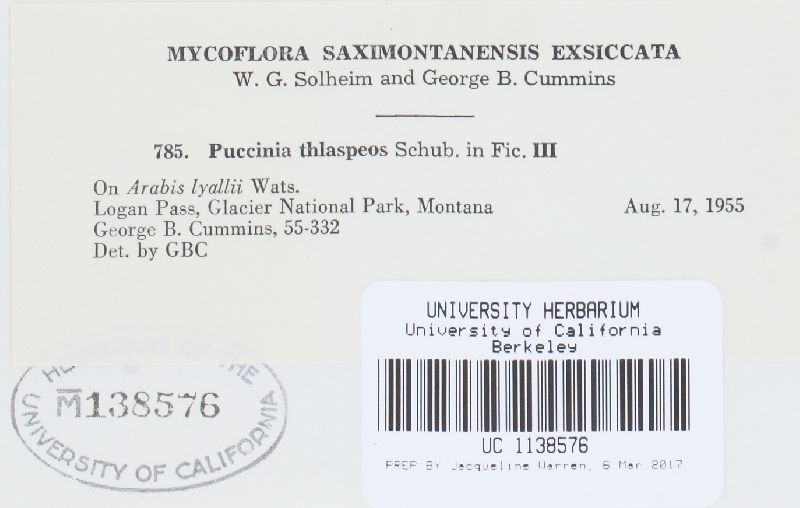 MYCOFLORA SAXIMONTANENSIS EXSICCATA
W. G. Solheim and George B. Cummins
785. Puccinia thlaspeos Schub. in Fic. III
On Arabis lyallii Wats.
Logan Pass, Glacier National Park, Montana Aug. 17, 1955
George B. Cummins, 55-332
Det. by GBC
UNIVERSITY HERBARIUM
University of California
Berkeley
UC 1138576
PREP BY Jacqueline Warren, 6 Mar 2017
OF THE
M138576
UNIVERSITY OF CALIFORNIA